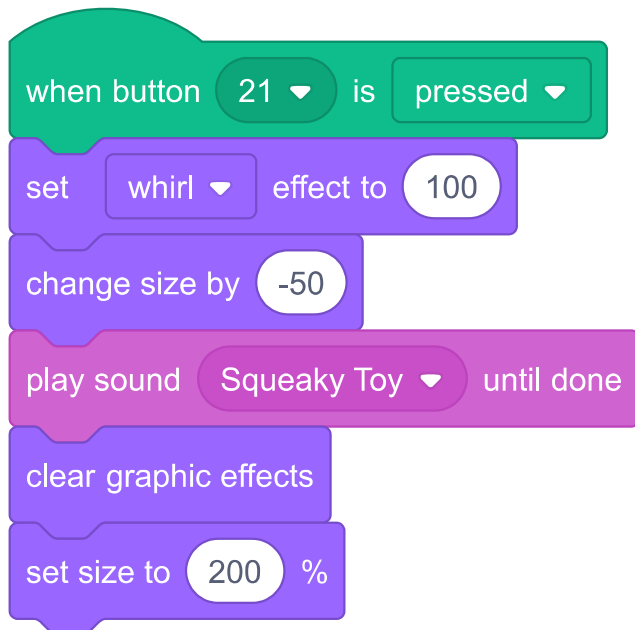 when button 21 is pressed
set whirl effect to 100
change size by -50
play sound Squeaky Toy until done
clear graphic effects
set size to 200 %